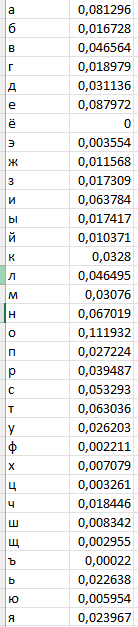 а 0,081296
б 0,016728
в 0,046564
г 0,018979
д 0,031136
е 0,087972
ё 0
э 0,003554
ж 0,011568
з 0,017309
и 0,063784
ы 0,017417
й 0,010371
к 0,0328
л 0,046495
м 0,03076
н 0,067019
о 0,111932
п 0,027224
р 0,039487
с 0,053293
т 0,063036
у 0,026203
ф 0,002211
х 0,007079
ц 0,003261
ч 0,018446
ш 0,008342
щ 0,002955
ъ 0,00022
ь 0,022638
ю 0,005954
я 0,023967